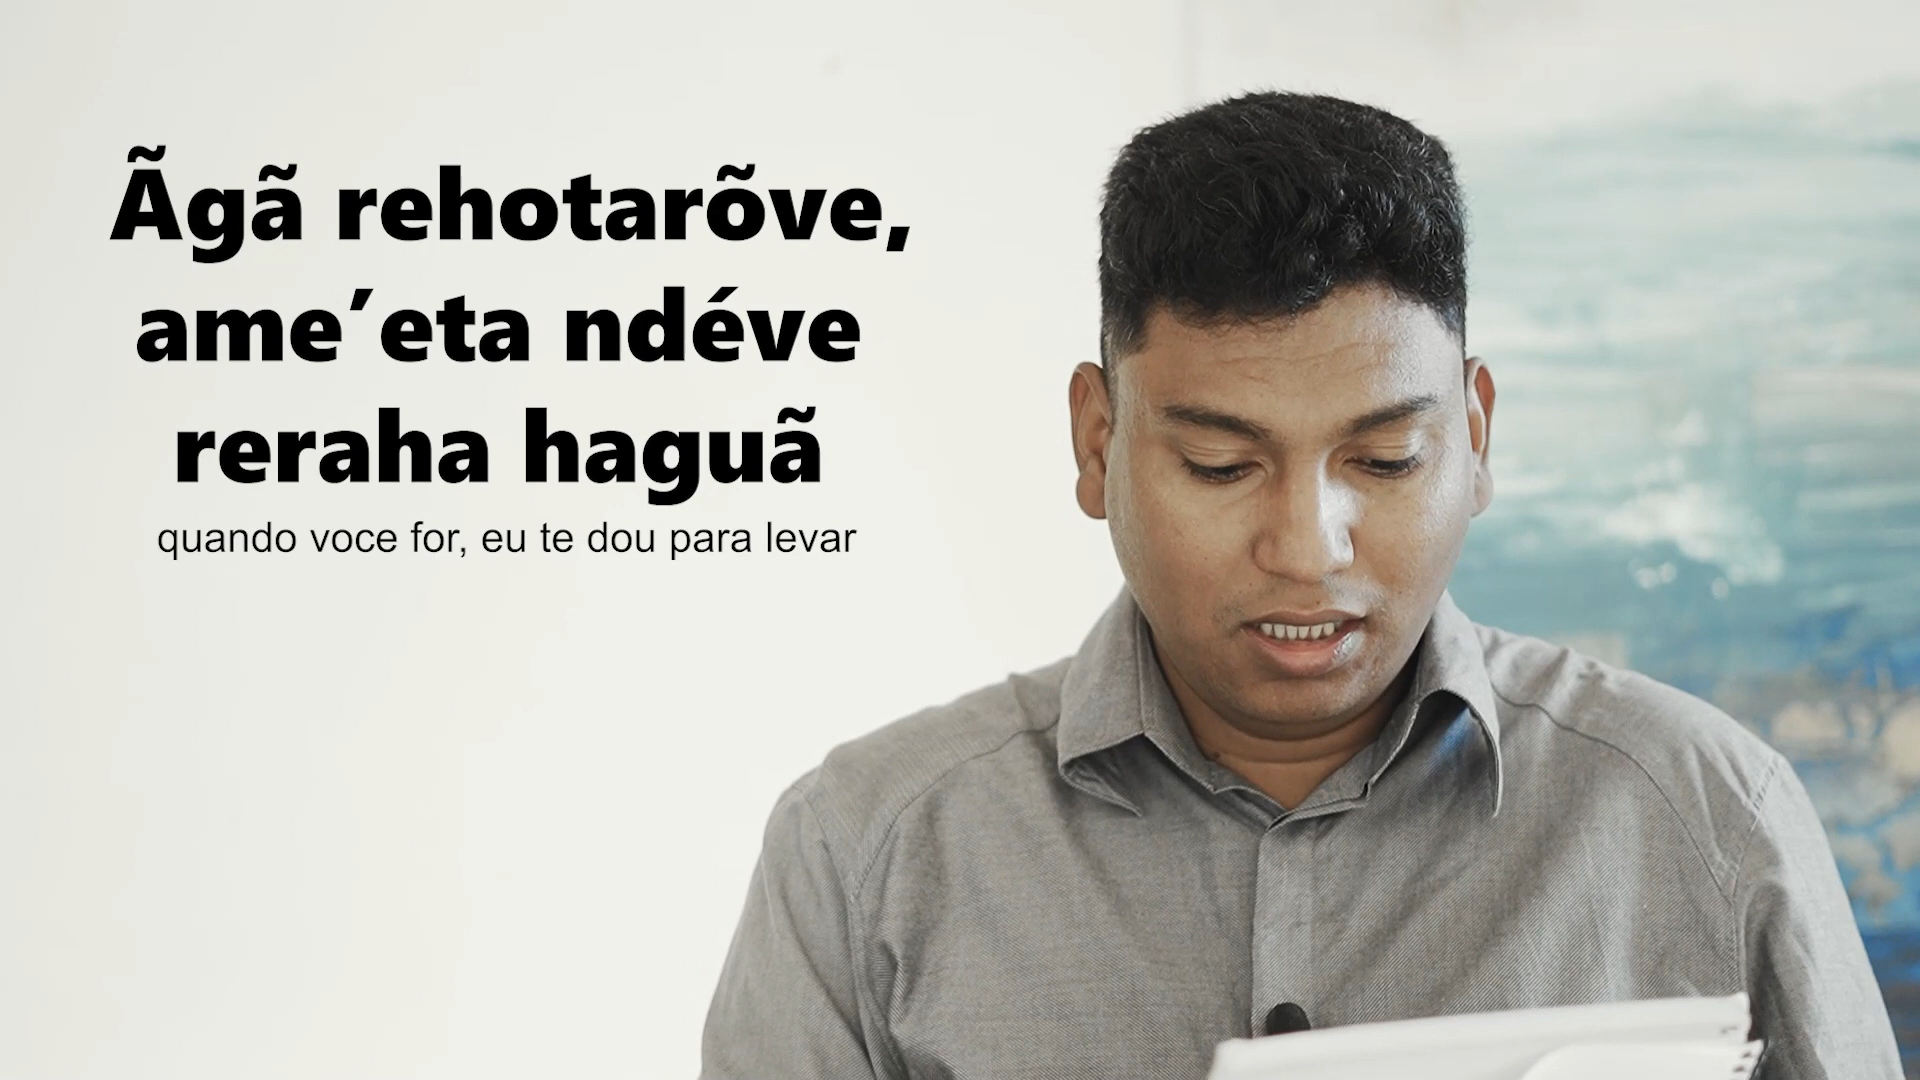 Ãgã rehotarõve,
ame’eta ndéve
reraha haguã
quando voce for, eu te dou para levar